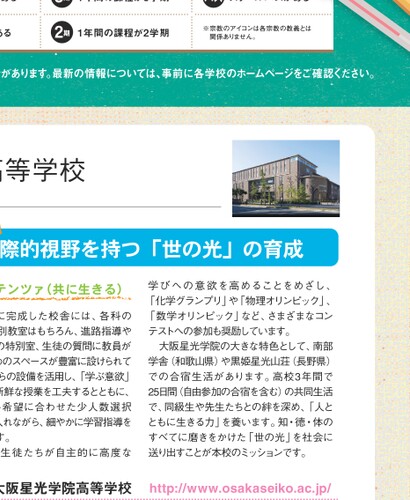 1年間の課程が2学期
ある
2期
※宗教のアイコンは各宗教の教義とは
関係ありません。
があります。最新の情報については、事前に各学校のホームページをご確認ください。
高等学校
際的視野を持つ「世の光」の育成
テンツァ(共に生きる)
に完成した校舎には、各科の
別教室はもちろん、進路指導や
の特別室、生徒の質問に教員が
めのスペースが豊富に設けられて
らの設備を活用し、「学ぶ意欲」
新鮮な授業を工夫するとともに、
希望に合わせた少人数選択
入れながら、細やかに学習指導を
す。
生徒たちが自主的に高度な
学びへの意欲を高めることをめざし、
「化学グランプリ」や「物理オリンピック」、
「数学オリンピック」など、さまざまなコン
テストへの参加も奨励しています。
大阪星光学院の大きな特色として、南部
学舎(和歌山県)や黒姫星光山荘(長野県)
での合宿生活があります。高校3年間で
25日間(自由参加の合宿を含む)の共同生活
で、同級生や先生たちとの絆を深め、「人と
ともに生きる力」を養います。知・徳・体の
すべてに磨きをかけた「世の光」を社会に
送り出すことが本校のミッションです。
大阪星光学院高等学校
http://www.osakaseiko.ac.jp/